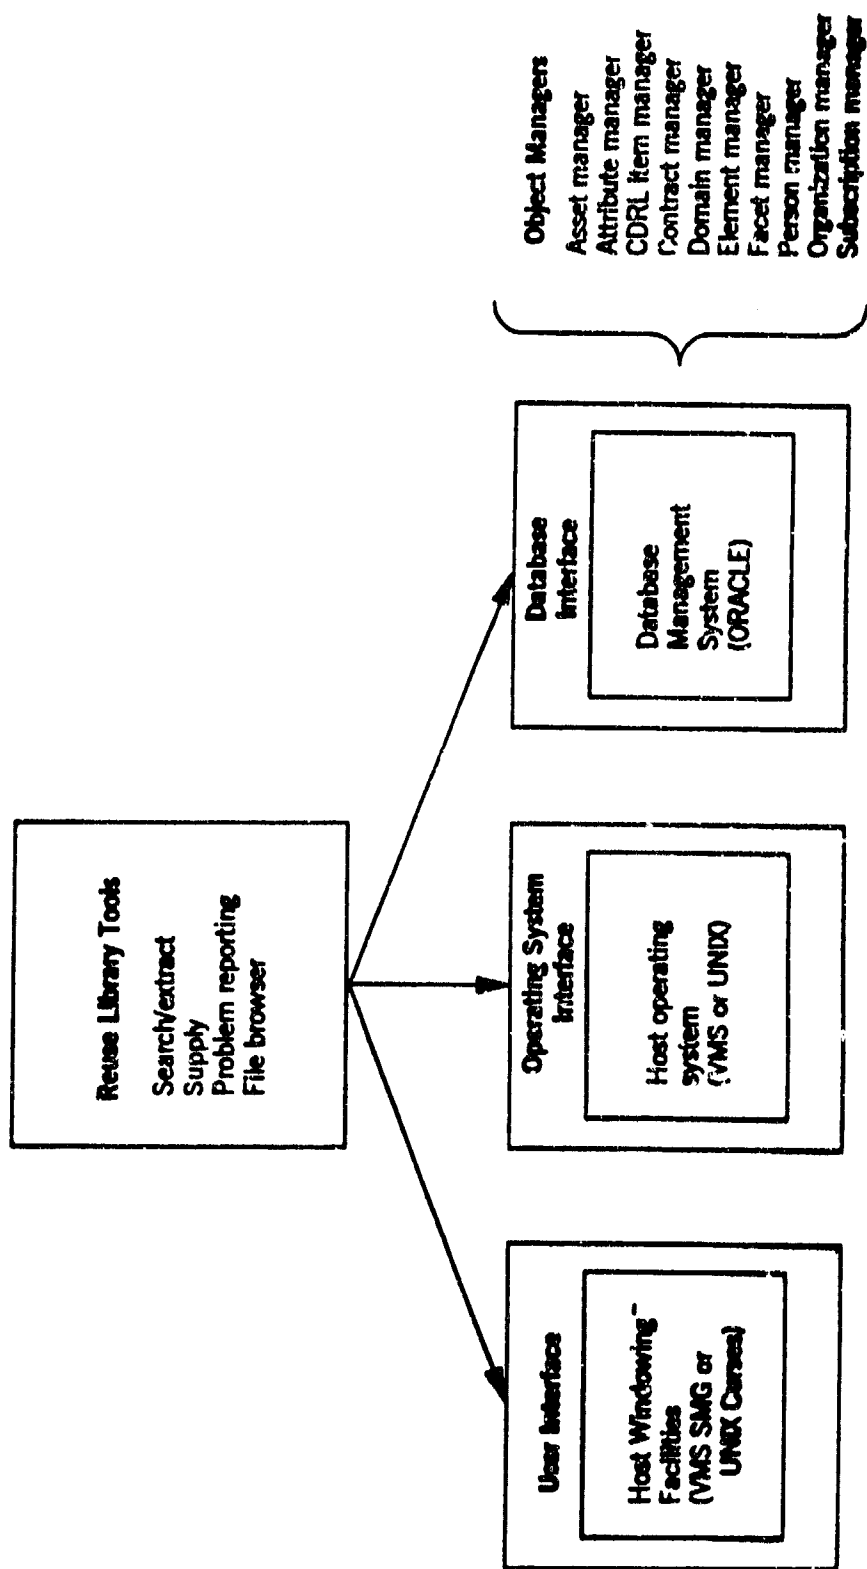 Reuse Library Tools
Search/extract
Supply
Problem reporting
File browser
User Interface
Host Windowing
Facilities
(VMS SMG or
UNIX Curses)
Operating System
Interface
Host operating
system
(VMS or UNIX)
Database
Interface
Database
Management
System
(ORACLE)
Object Managers
Asset manager
Attribute manager
CDRL item manager
Contract manager
Domain manager
Element manager
Facet manager
Person manager
Organization manager
Subscription manager